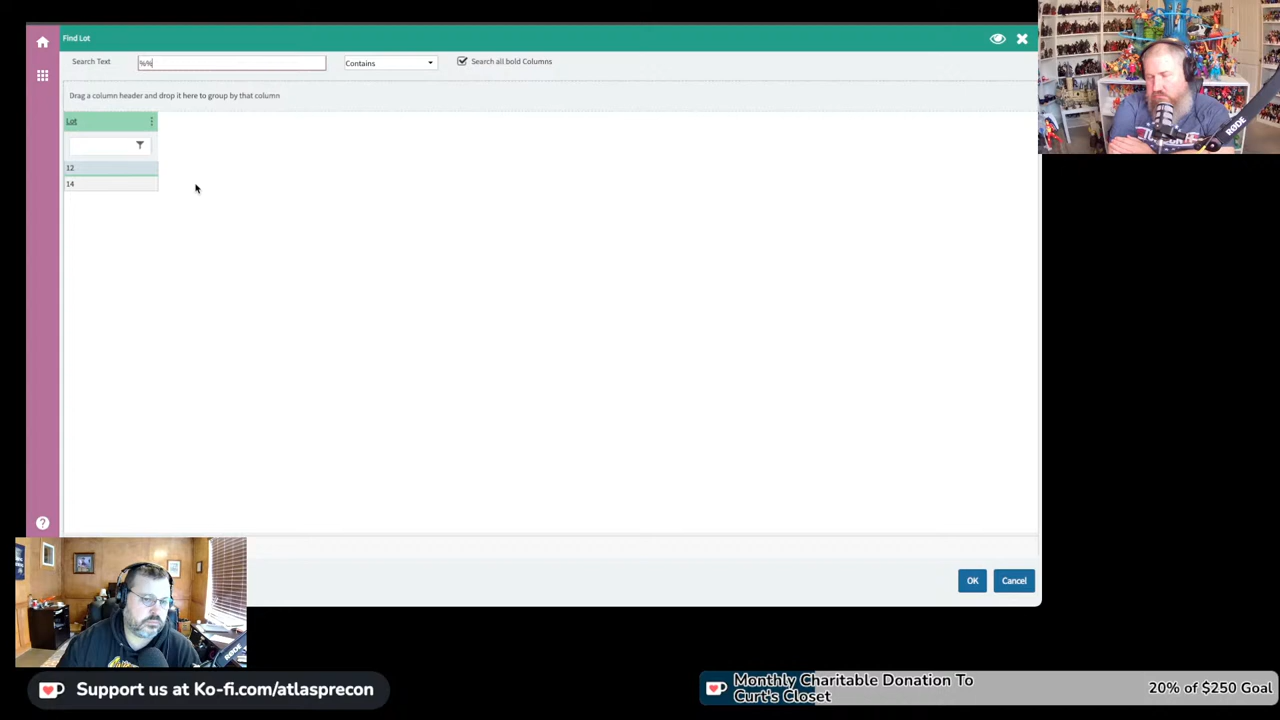 Find Lot
Search Text
%%
Contains
Search all bold Columns
Drag a column header and drop it here to group by that column
Lot
12
14
OK
Cancel
RØDE
Support us at Ko-fi.com/atlasprecon
Monthly Charitable Donation To
Curt's Closet
20% of $250 Goal